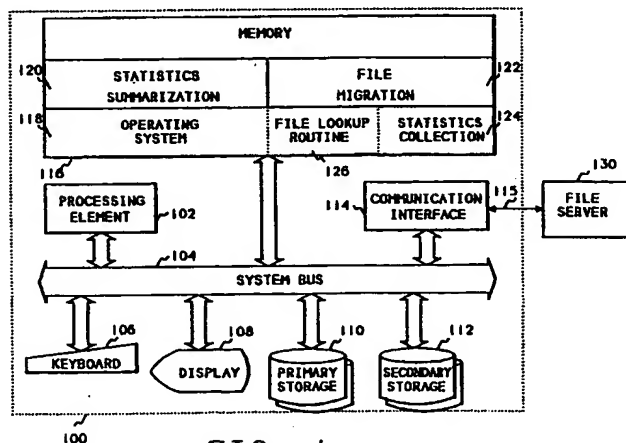 MEMORY
120 STATISTICS SUMMARIZATION
FILE MIGRATION 122
118 OPERATING SYSTEM
FILE LOOKUP ROUTINE
STATISTICS COLLECTION 124
116
126
PROCESSING ELEMENT 102
114 COMMUNICATION INTERFACE
115
130
FILE SERVER
104
SYSTEM BUS
106
KEYBOARD
108
DISPLAY
110
PRIMARY STORAGE
112
SECONDARY STORAGE
100